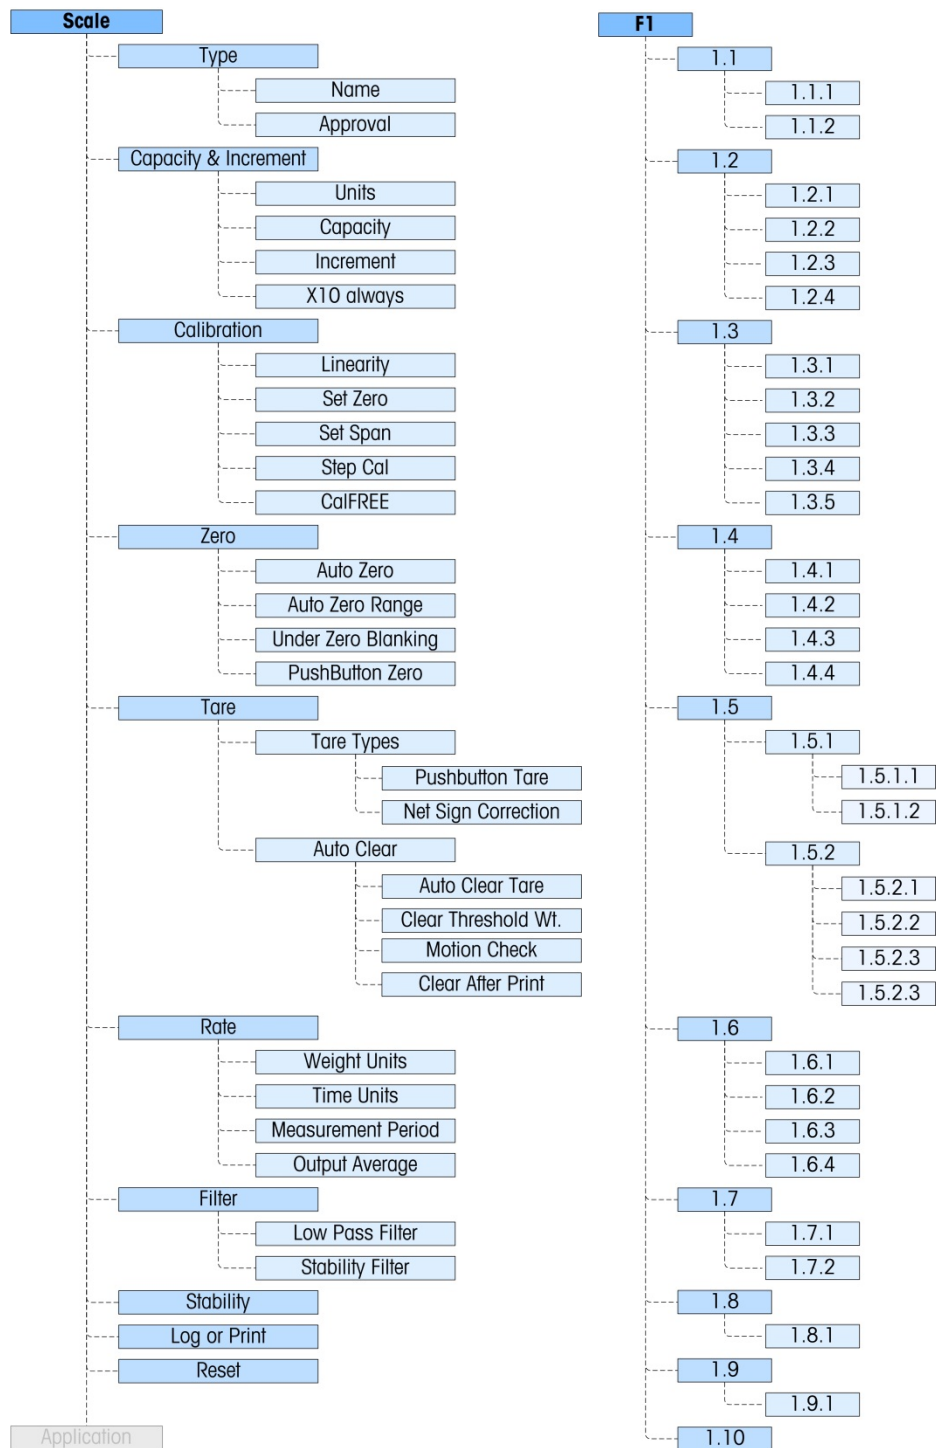 Scale
Type
Name
Approval
Capacity & Increment
Units
Capacity
Increment
X10 always
Calibration
Linearity
Set Zero
Set Span
Step Cal
CalFREE
Zero
Auto Zero
Auto Zero Range
Under Zero Blanking
PushButton Zero
Tare
Tare Types
Pushbutton Tare
Net Sign Correction
Auto Clear
Auto Clear Tare
Clear Threshold Wt.
Motion Check
Clear After Print
Rate
Weight Units
Time Units
Measurement Period
Output Average
Filter
Low Pass Filter
Stability Filter
Stability
Log or Print
Reset
Application
F1
1.1
1.1.1
1.1.2
1.2
1.2.1
1.2.2
1.2.3
1.2.4
1.3
1.3.1
1.3.2
1.3.3
1.3.4
1.3.5
1.4
1.4.1
1.4.2
1.4.3
1.4.4
1.5
1.5.1
1.5.1.1
1.5.1.2
1.5.2
1.5.2.1
1.5.2.2
1.5.2.3
1.5.2.3
1.6
1.6.1
1.6.2
1.6.3
1.6.4
1.7
1.7.1
1.7.2
1.8
1.8.1
1.9
1.9.1
1.10